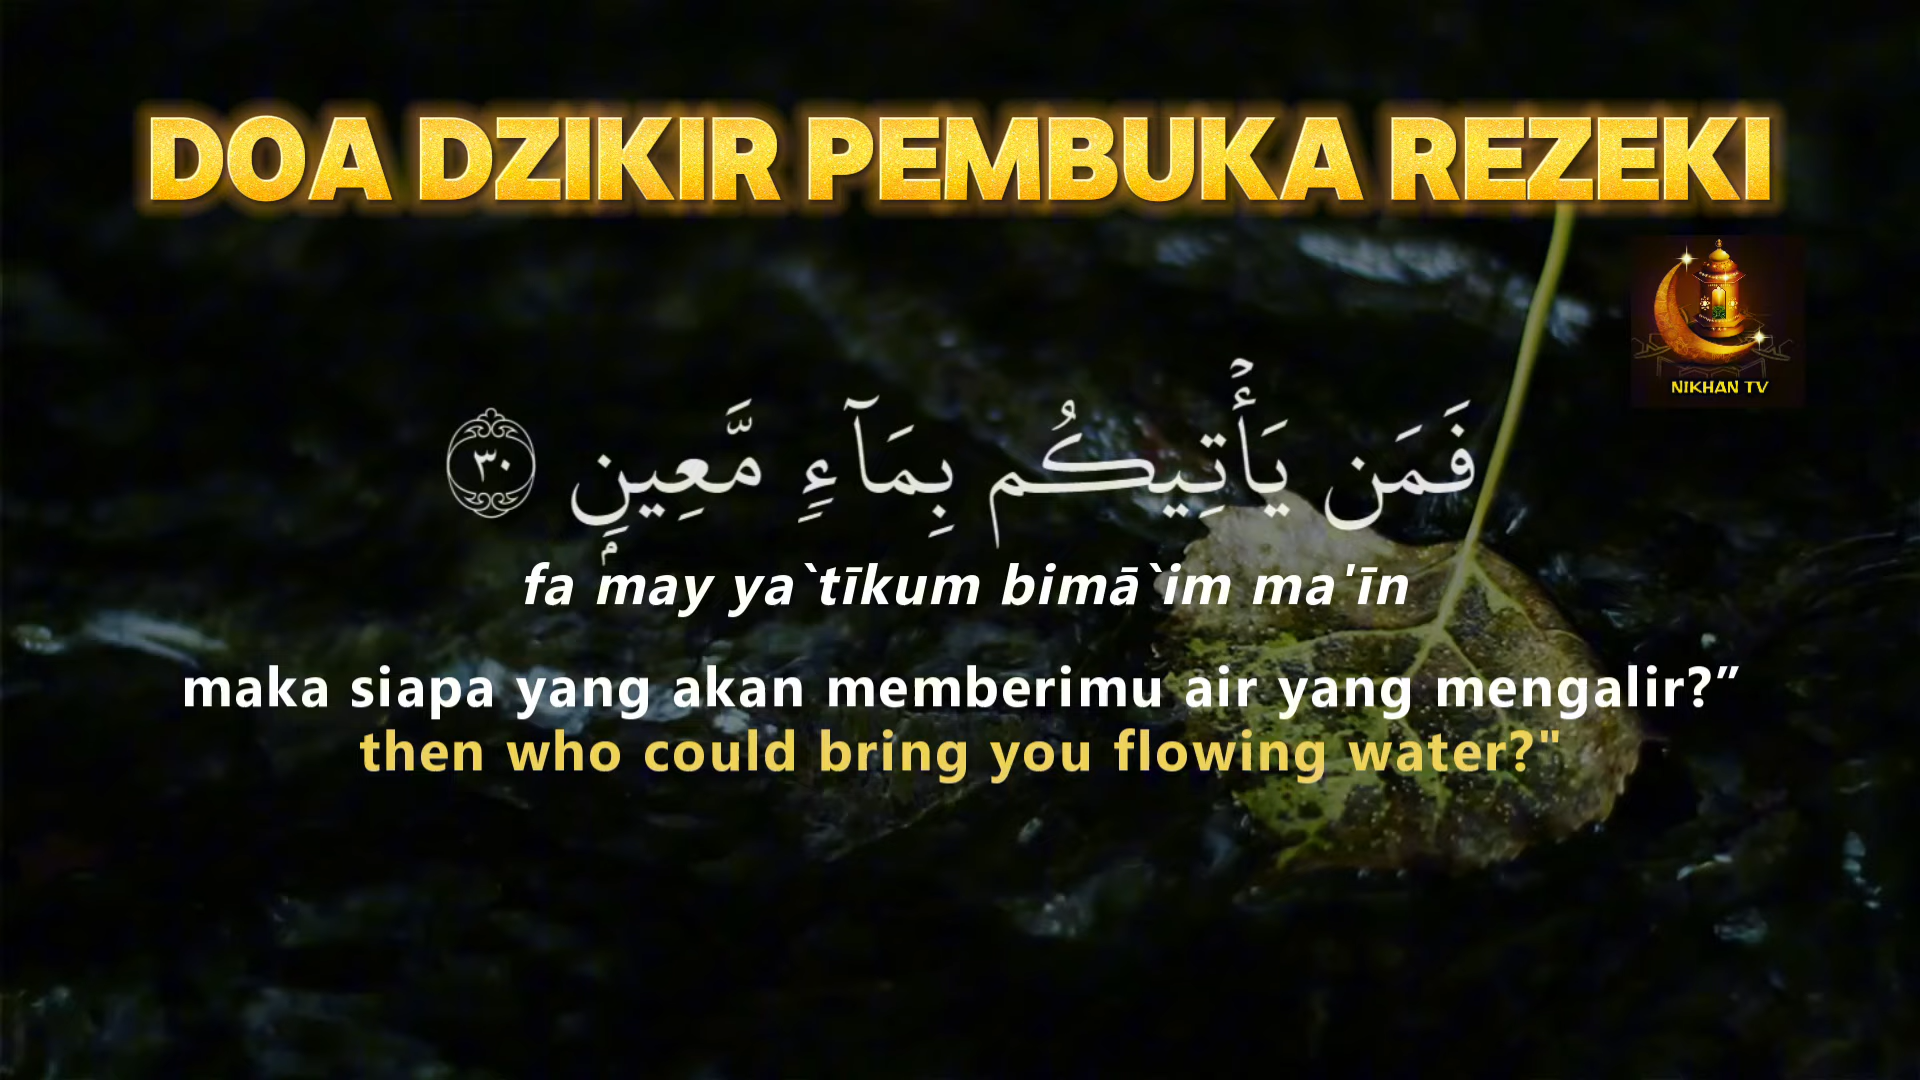 DOA DZIKIR PEMBUKA REZEKI
NIKHAN TV
فَمَن يَأۡتِيكُم بِمَآءٖ مَّعِينِۭ ٣٠
fa may ya`tīkum bimā`im ma'īn
maka siapa yang akan memberimu air yang mengalir?”
then who could bring you flowing water?"